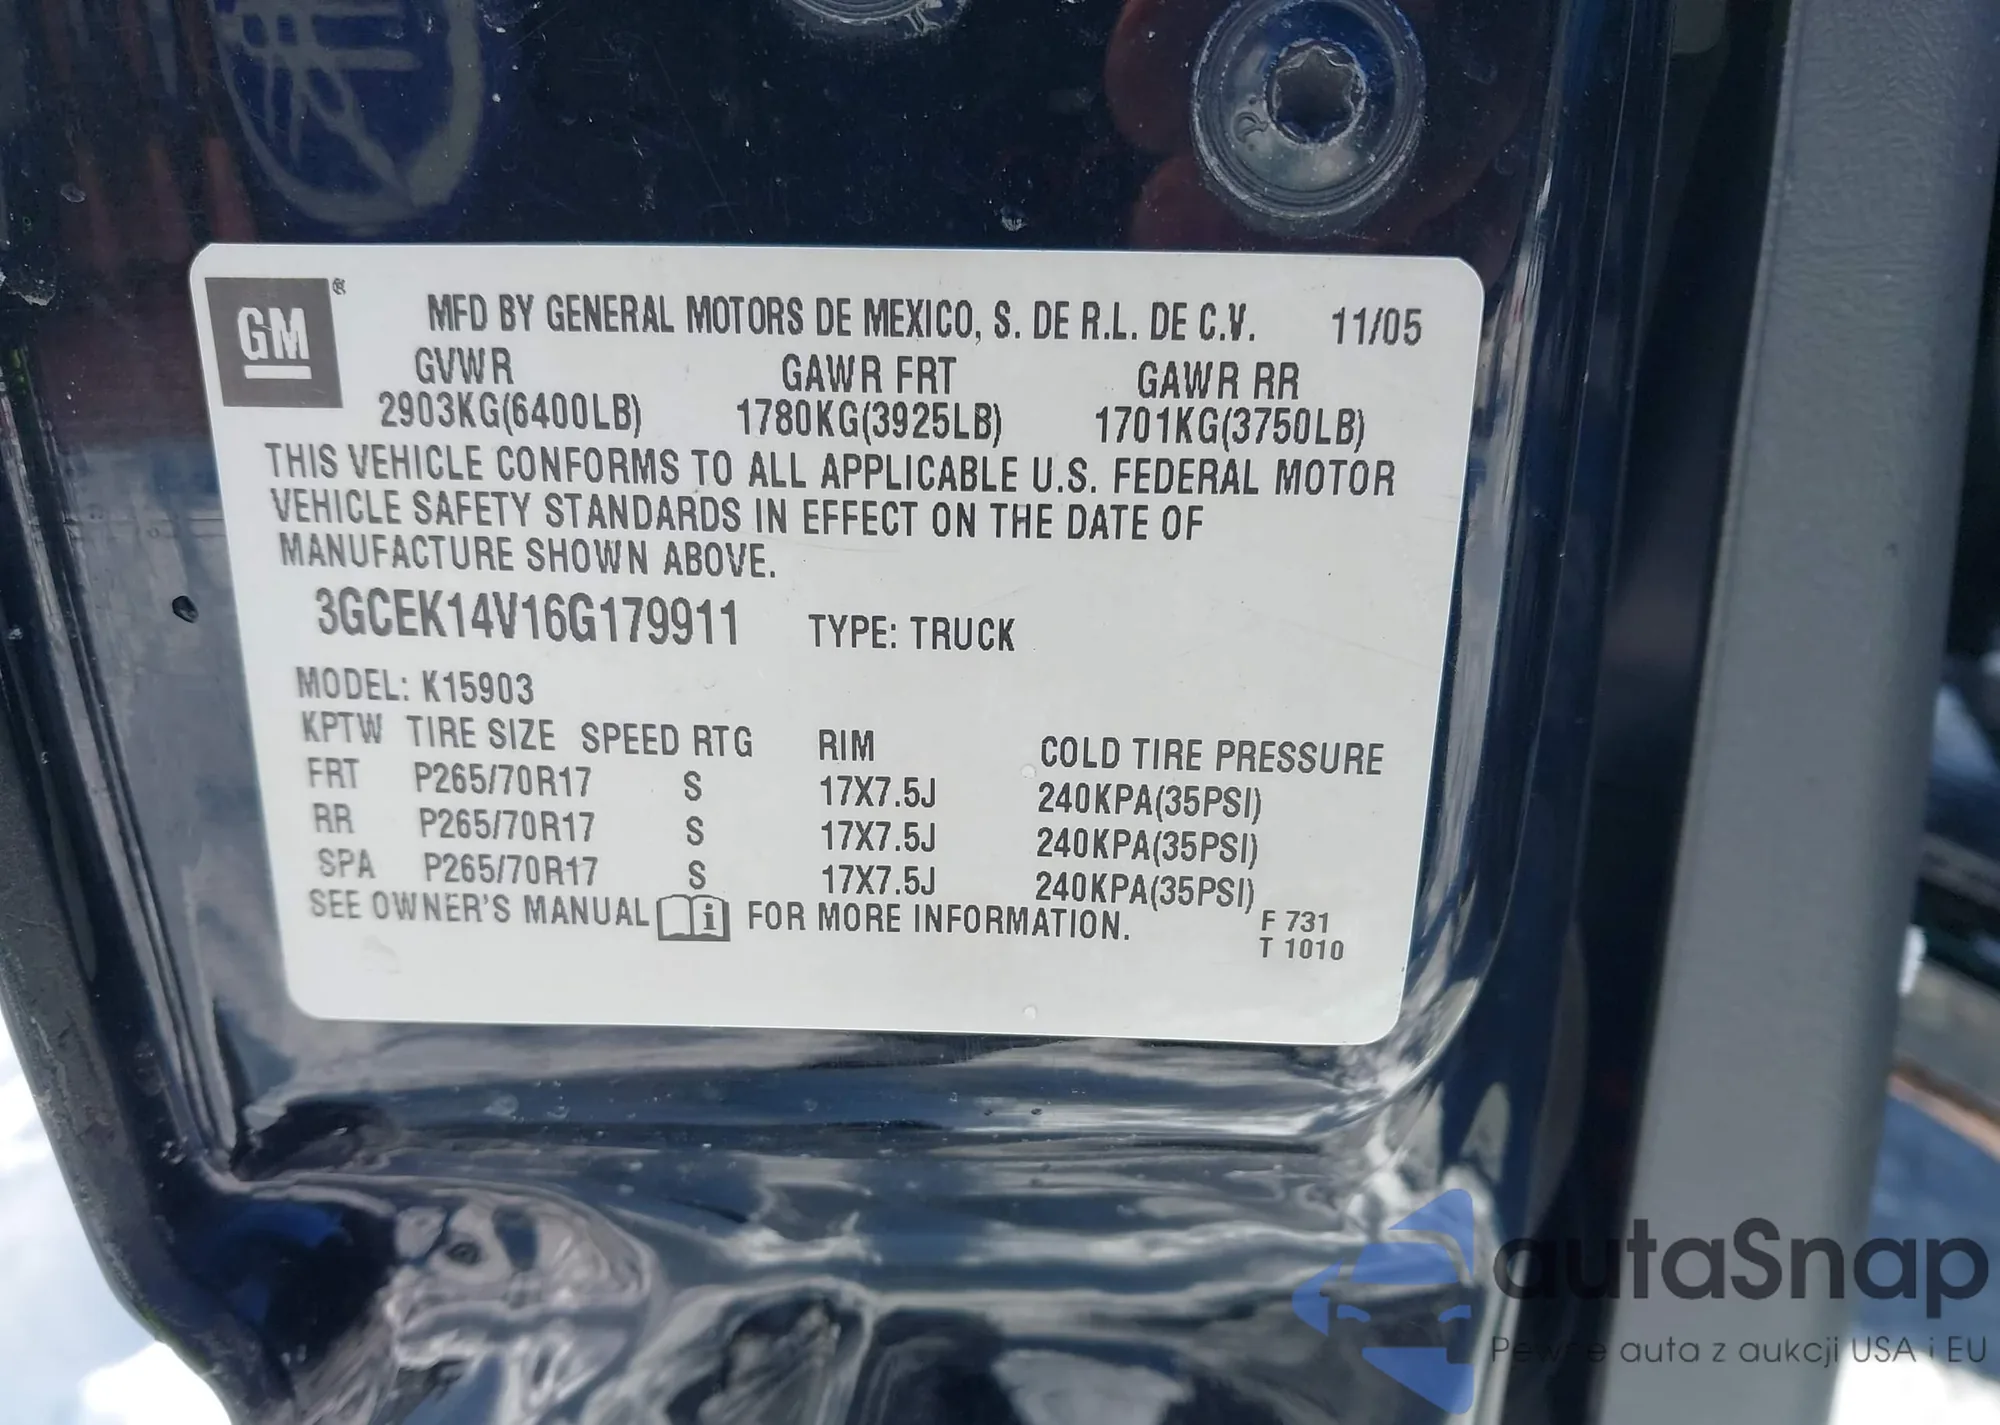 GM®
MFD BY GENERAL MOTORS DE MEXICO, S. DE R.L. DE C.V. 11/05
GVWR GAWR FRT GAWR RR
2903KG(6400LB) 1780KG(3925LB) 1701KG(3750LB)
THIS VEHICLE CONFORMS TO ALL APPLICABLE U.S. FEDERAL MOTOR
VEHICLE SAFETY STANDARDS IN EFFECT ON THE DATE OF
MANUFACTURE SHOWN ABOVE.
3GCEK14V16G179911 TYPE: TRUCK
MODEL: K15903
KPTW TIRE SIZE SPEED RTG RIM COLD TIRE PRESSURE
FRT P265/70R17 S 17X7.5J 240KPA(35PSI)
RR P265/70R17 S 17X7.5J 240KPA(35PSI)
SPA P265/70R17 S 17X7.5J 240KPA(35PSI)
SEE OWNER'S MANUAL i FOR MORE INFORMATION.
F 731
T 1010
autaSnap
Pewne auta z aukcji USA i EU